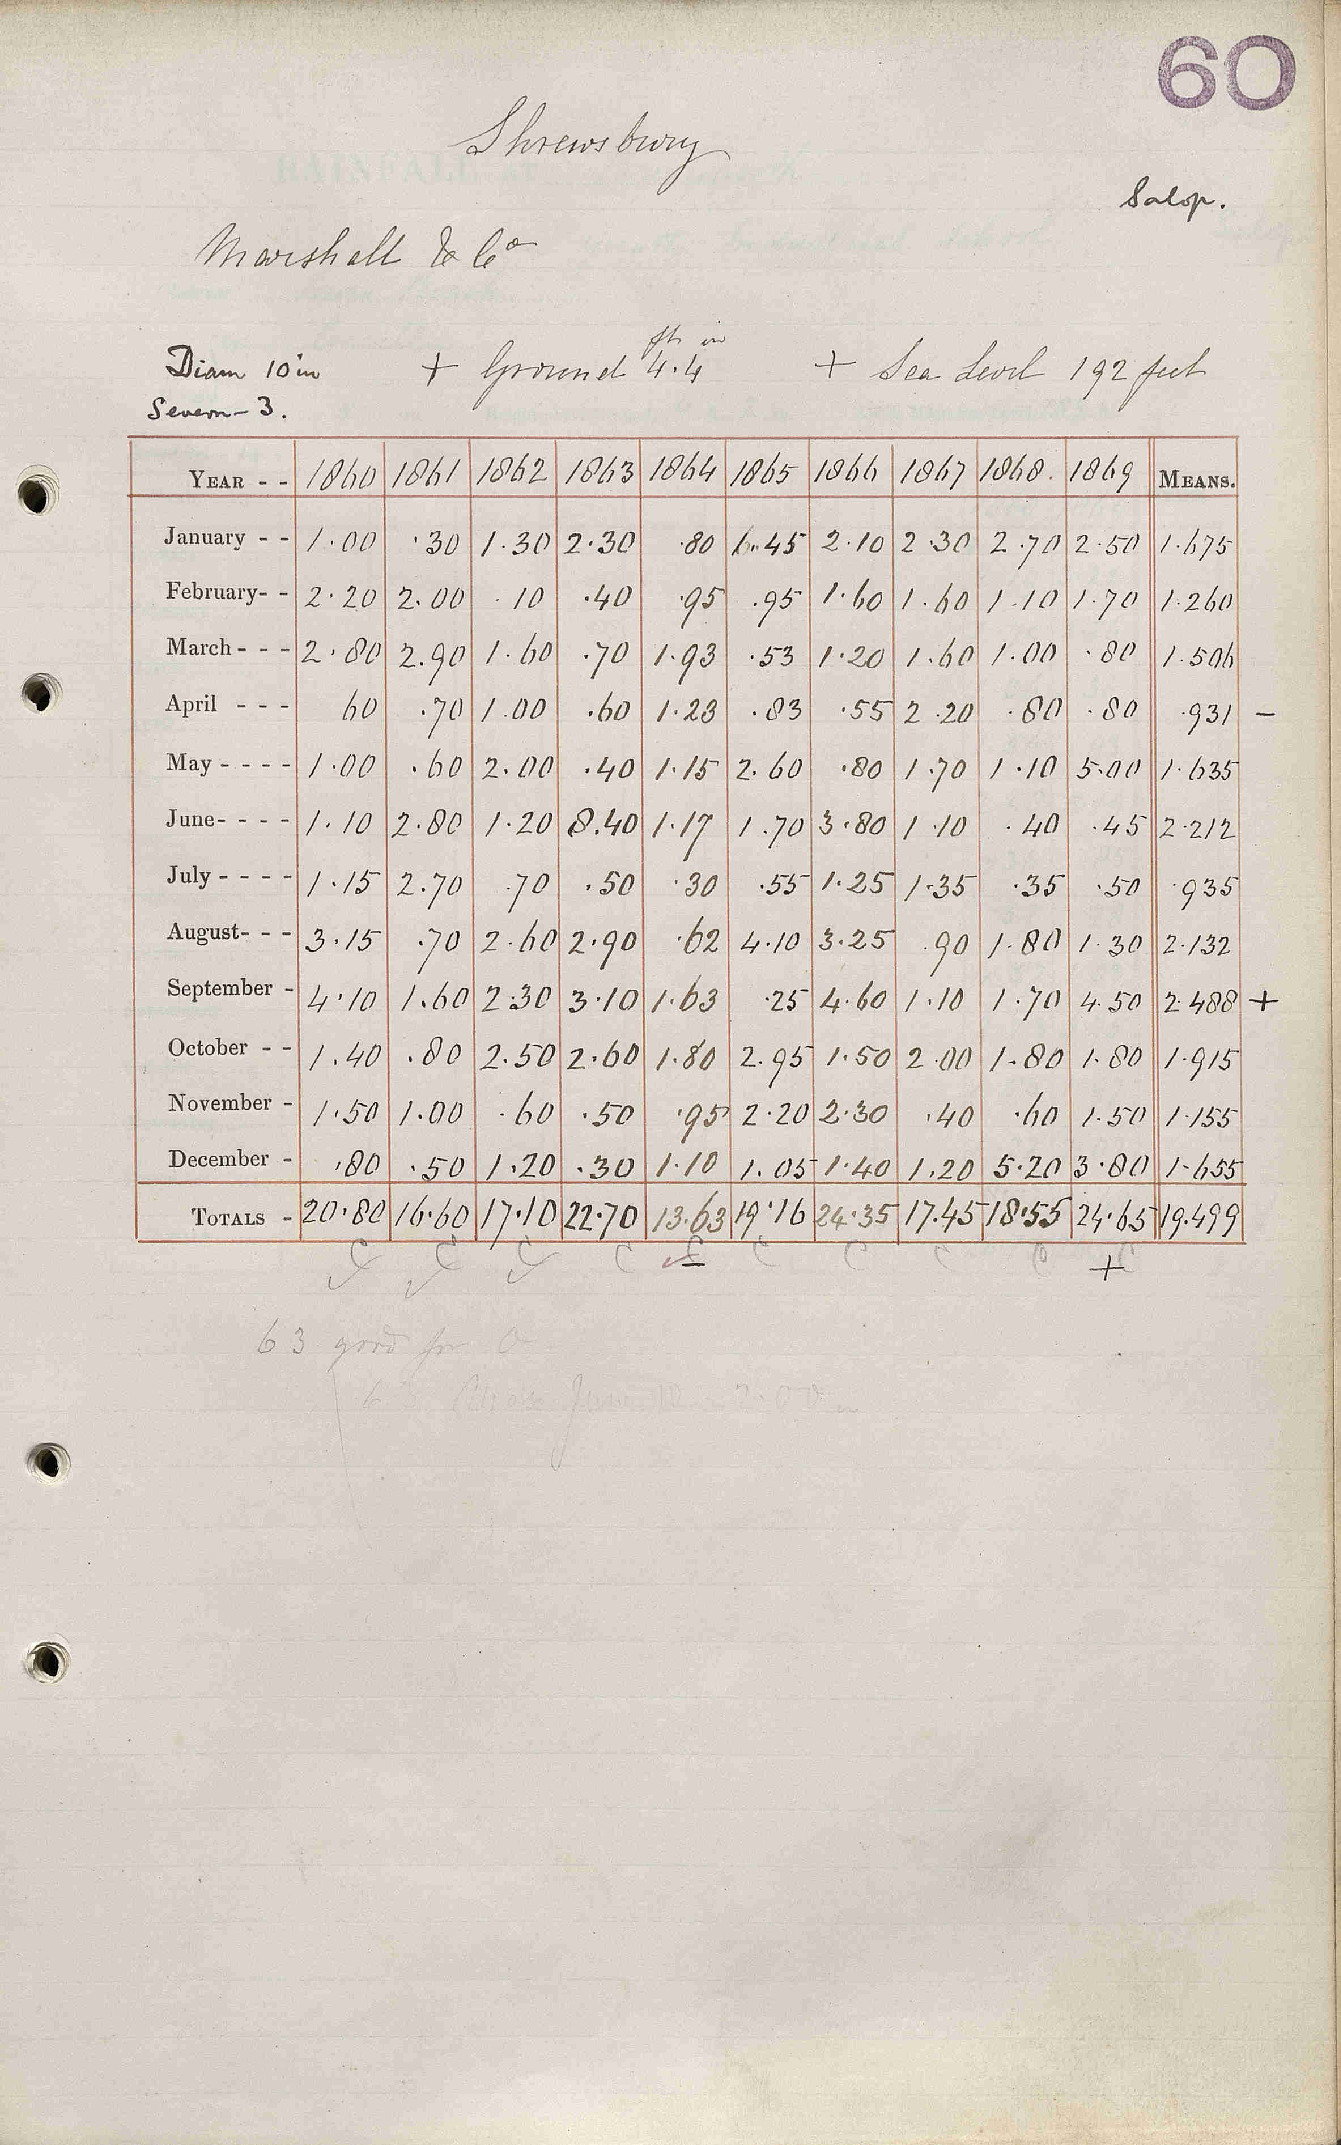 60
Shrewsbury
Salop.
Marshall & Co
ft in
Diam 10 in + Ground 4.4 + Sea Level 192 feet
Severn - 3.
YEAR - - 1860 1861 1862 1863 1864 1865 1866 1867 1868. 1869 MEANS.
January - - 1.00 .30 1.30 2.30 .80 1.45 2.10 2.30 2.70 2.50 1.675
February- - 2.20 2.00 .10 .40 .95 .95 1.60 1.60 1.10 1.70 1.260
March - - - 2.80 2.90 1.60 .70 1.93 .53 1.20 1.60 1.00 .80 1.506
April - - - 60 .70 1.00 .60 1.23 .83 .55 2.20 .80 .80 .931 -
May - - - - 1.00 .60 2.00 .40 1.15 2.60 .80 1.70 1.10 5.00 1.635
June- - - - 1.10 2.80 1.20 8.40 1.17 1.70 3.80 1.10 .40 .45 2.212
July - - - - 1.15 2.70 .70 .50 .30 .55 1.25 1.35 .35 .50 .935
August- - - 3.15 .70 2.60 2.90 .62 4.10 3.25 .90 1.80 1.30 2.132
September - 4.10 1.60 2.30 3.10 1.63 .25 4.60 1.10 1.70 4.50 2.488 +
October - - 1.40 .80 2.50 2.60 1.80 2.95 1.50 2.00 1.80 1.80 1.915
November - 1.50 1.00 .60 .50 .95 2.20 2.30 .40 .60 1.50 1.155
December - .80 .50 1.20 .30 1.10 1.05 1.40 1.20 5.20 3.80 1.655
TOTALS - 20.80 16.60 17.10 22.70 13.63 19.16 24.35 17.45 18.55 24.65 19.499
C C C C C C C C C C
- +
63 good for